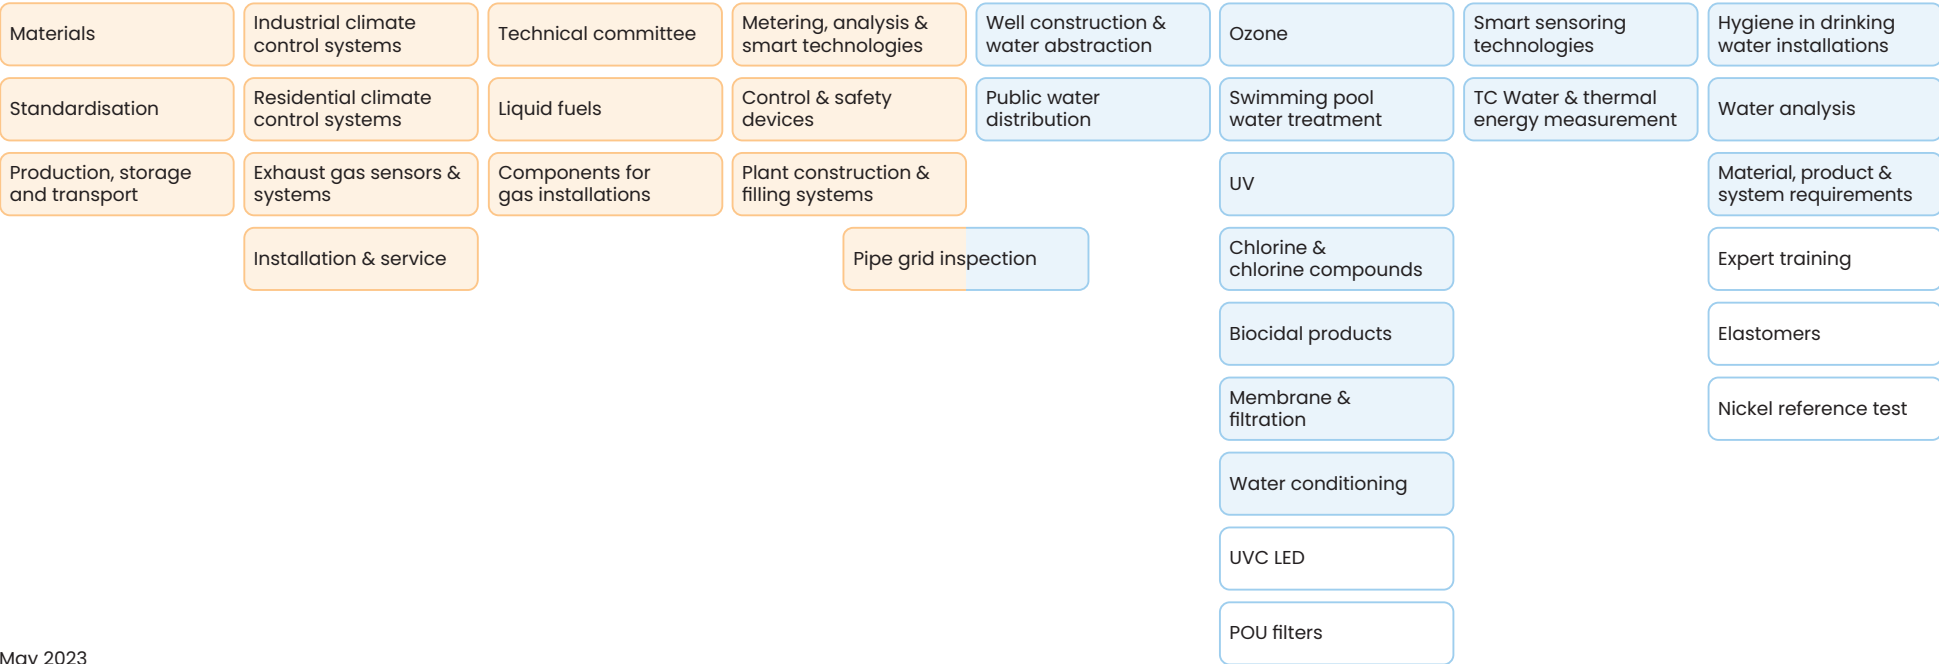 Materials
Industrial climate
control systems
Technical committee
Metering, analysis &
smart technologies
Well construction &
water abstraction
Ozone
Smart sensoring
technologies
Hygiene in drinking
water installations
Standardisation
Residential climate
control systems
Liquid fuels
Control & safety
devices
Public water
distribution
Swimming pool
water treatment
TC Water & thermal
energy measurement
Water analysis
Production, storage
and transport
Exhaust gas sensors &
systems
Components for
gas installations
Plant construction &
filling systems
UV
Material, product &
system requirements
Installation & service
Pipe grid inspection
Chlorine &
chlorine compounds
Expert training
Biocidal products
Elastomers
Membrane &
filtration
Nickel reference test
Water conditioning
UVC LED
POU filters
May 2023